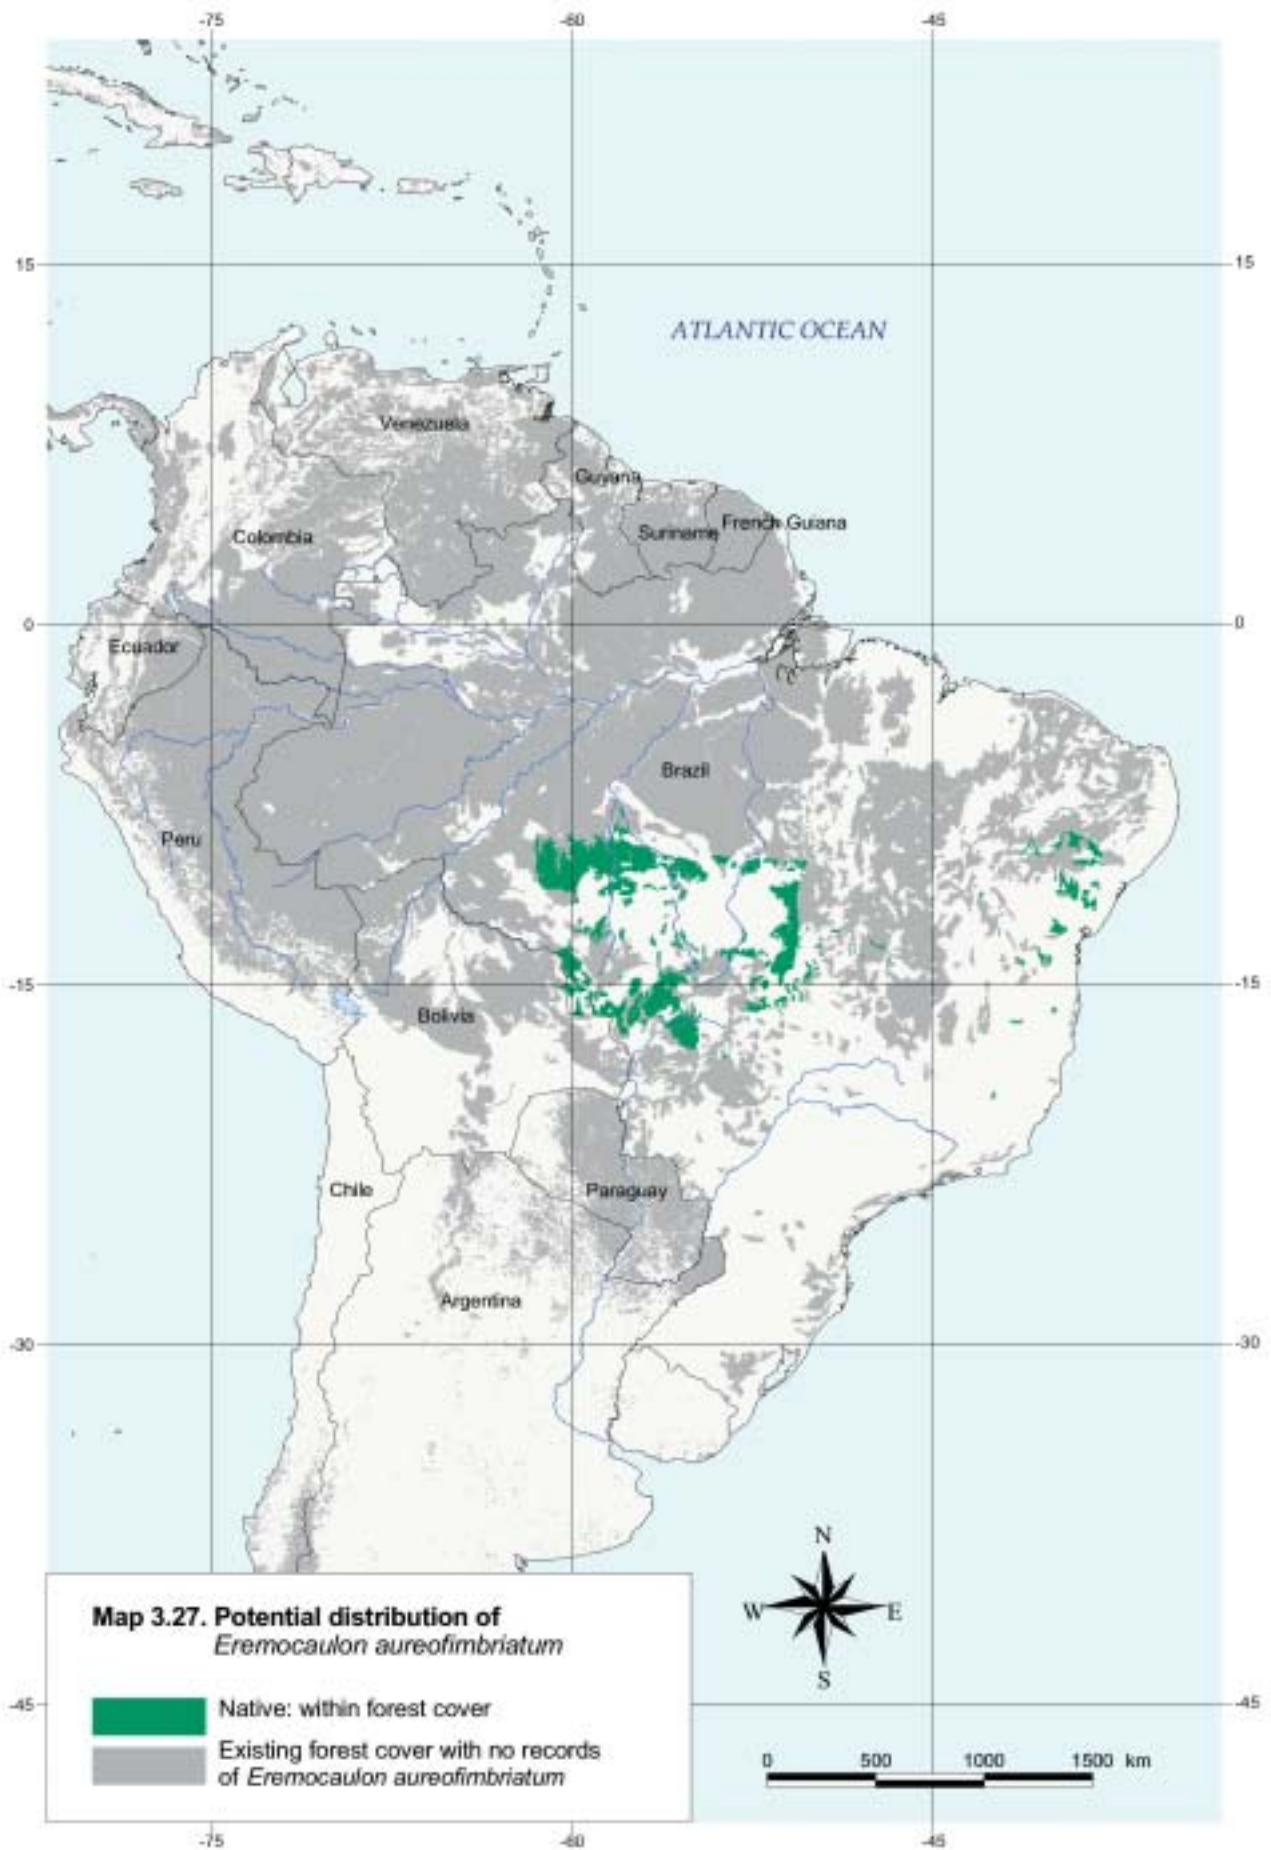 -75 -60 -45
15 15
ATLANTIC OCEAN
Venezuela
Guyana
Suriname
French Guiana
Colombia
0 0
Ecuador
Brazil
Peru
-15 -15
Bolivia
Chile
Paraguay
Argentina
-30 -30
N
W E
S
Map 3.27. Potential distribution of
Eremocaulon aureofimbriatum
Native: within forest cover
Existing forest cover with no records
of Eremocaulon aureofimbriatum
-45 -45
0 500 1000 1500 km
-75 -60 -45